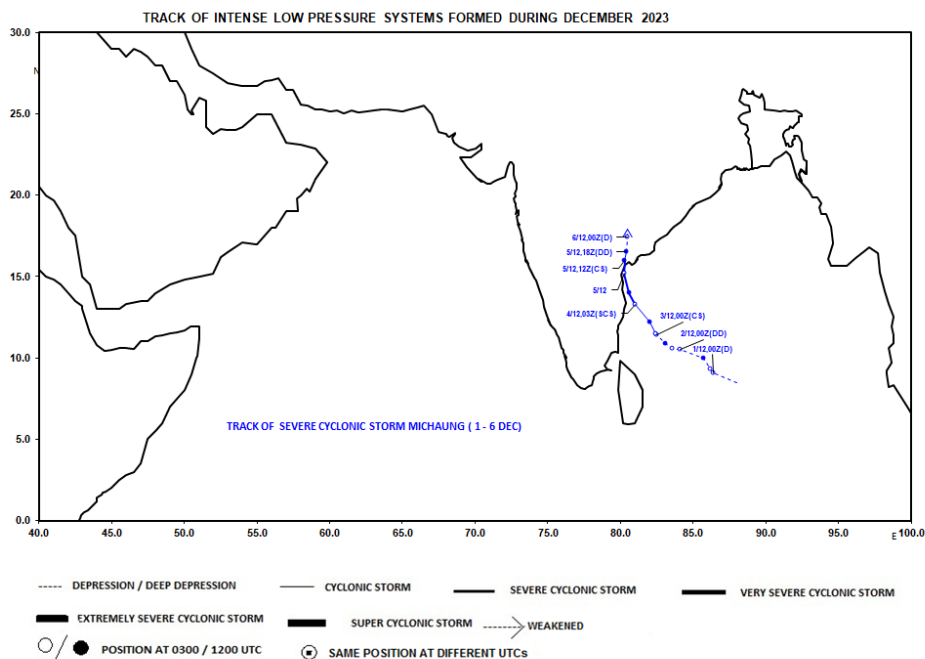 TRACK OF INTENSE LOW PRESSURE SYSTEMS FORMED DURING DECEMBER 2023
30.0
N
25.0
20.0
6/12,00Z(D)
5/12,18Z(DD)
5/12,12Z(CS)
15.0
5/12
4/12,03Z(SCS)
3/12,00Z(CS)
2/12,00Z(DD)
1/12,00Z(D)
10.0
TRACK OF SEVERE CYCLONIC STORM MICHAUNG ( 1 - 6 DEC)
5.0
0.0
40.0 45.0 50.0 55.0 60.0 65.0 70.0 75.0 80.0 85.0 90.0 95.0 E 100.0
DEPRESSION / DEEP DEPRESSION CYCLONIC STORM SEVERE CYCLONIC STORM VERY SEVERE CYCLONIC STORM
EXTREMELY SEVERE CYCLONIC STORM SUPER CYCLONIC STORM WEAKENED
/ POSITION AT 0300 / 1200 UTC SAME POSITION AT DIFFERENT UTCs